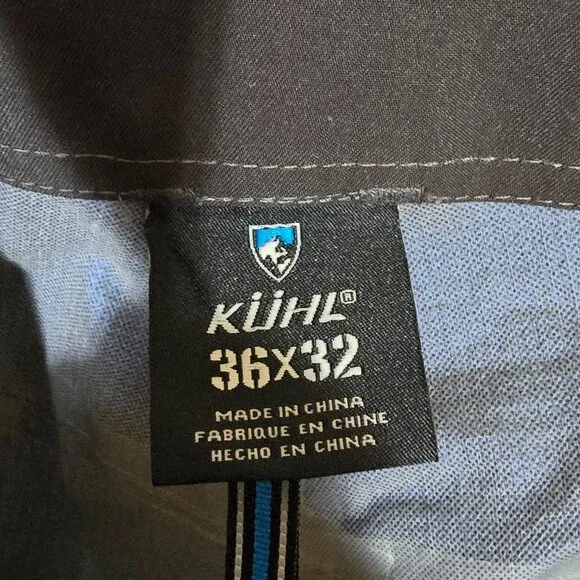 KÜHL®
36X32
MADE IN CHINA
FABRIQUE EN CHINE
HECHO EN CHINA